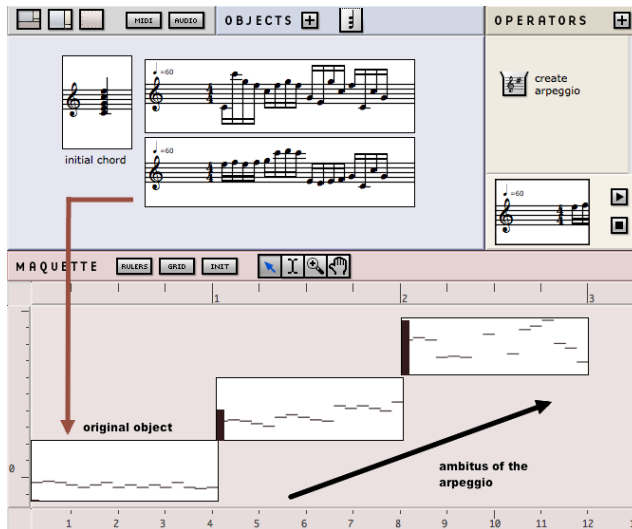 MIDI AUDIO OBJECTS + OPERATORS +
initial chord
♩=60
4
4
♩=60
4
4
create
arpeggio
♩=60
4
4
MAQUETTE RULERS GRID INIT
1 2 3
original object
ambitus of the
arpeggio
0
1 2 3 4 5 6 7 8 9 10 11 12